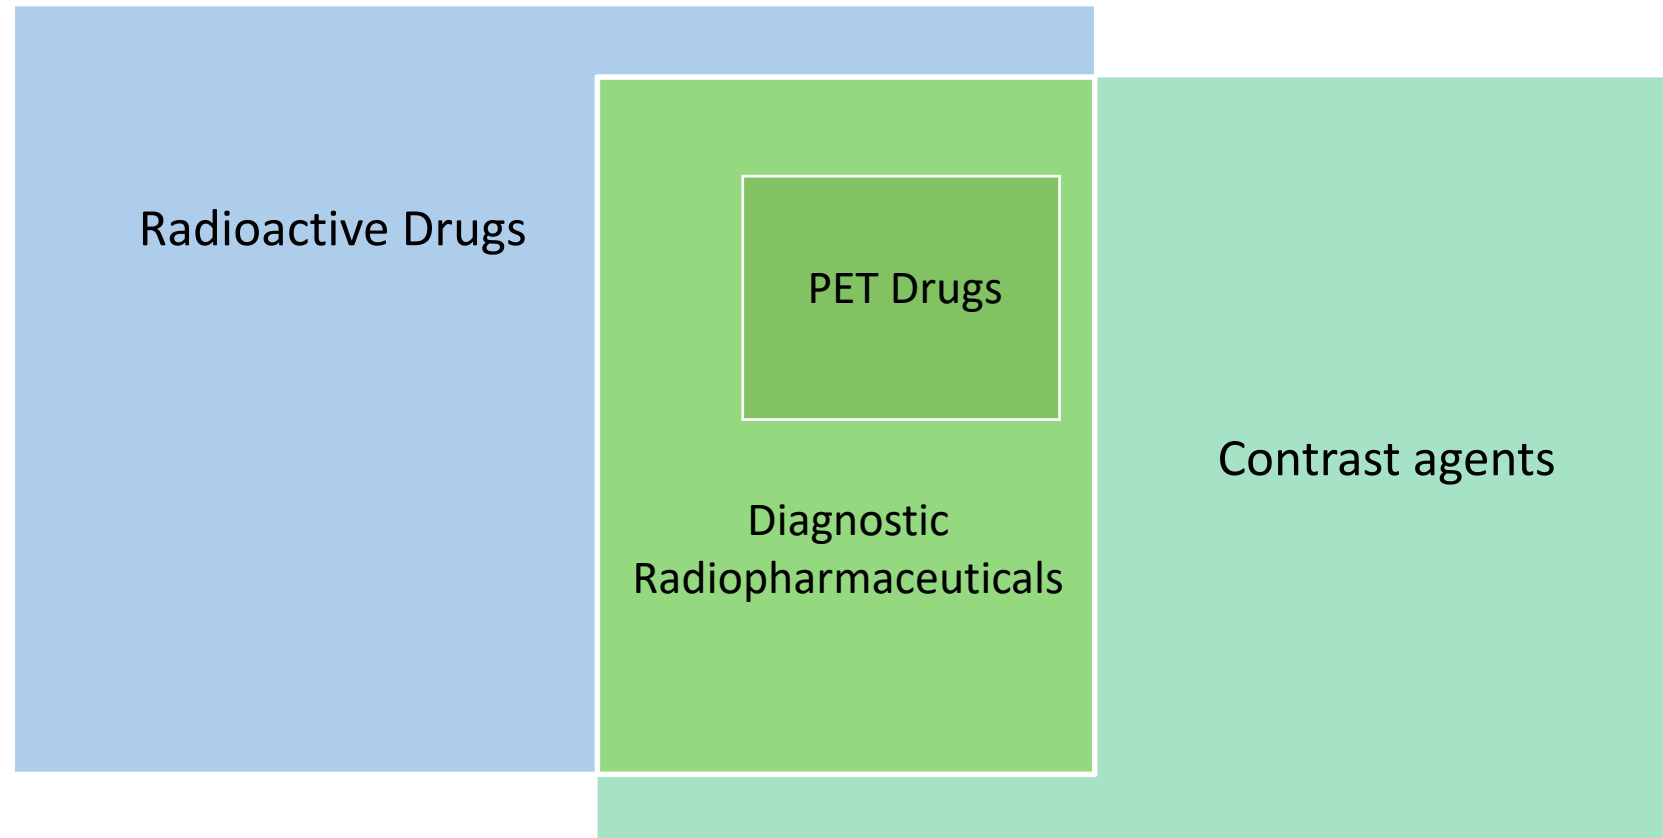 Radioactive Drugs
PET Drugs
Contrast agents
Diagnostic
Radiopharmaceuticals